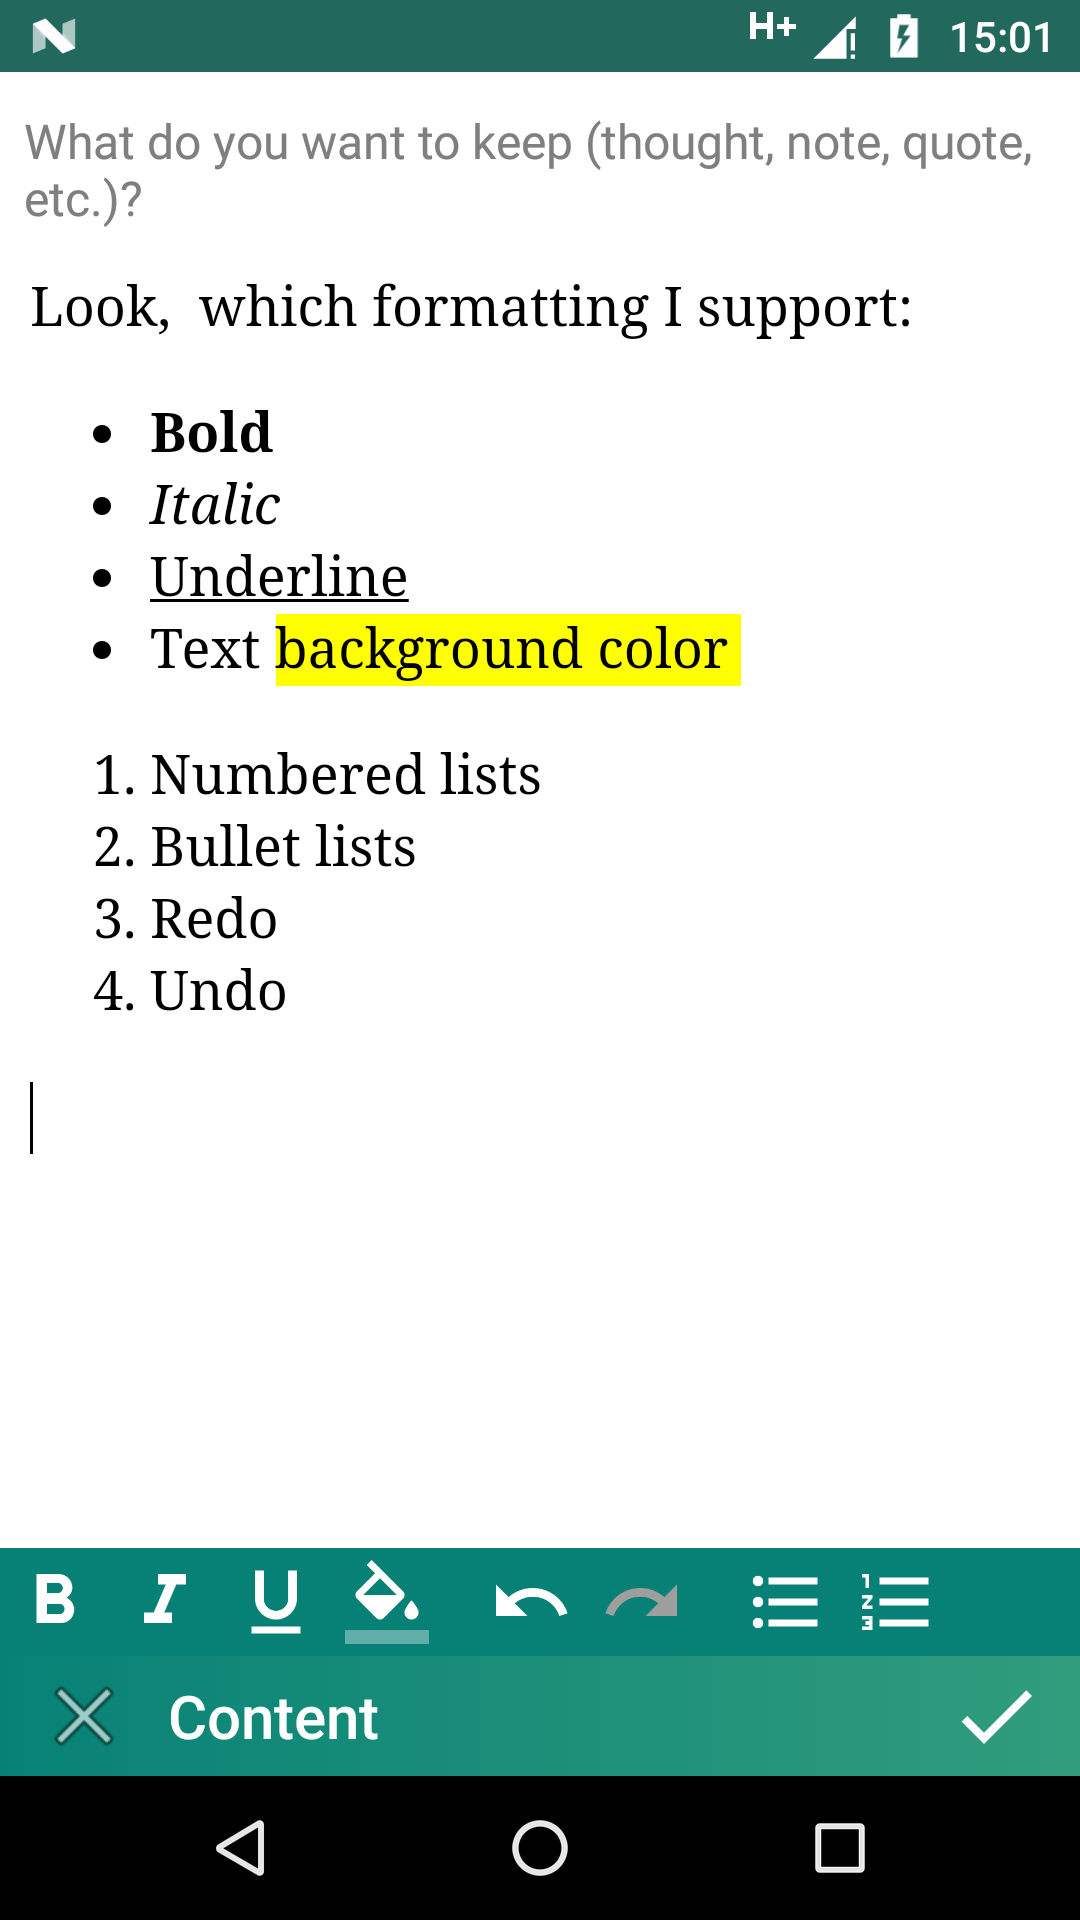 H+ 15:01
What do you want to keep (thought, note, quote,
etc.)?
Look,  which formatting I support:
• Bold
• Italic
• Underline
• Text background color
1. Numbered lists
2. Bullet lists
3. Redo
4. Undo
B I U
Content